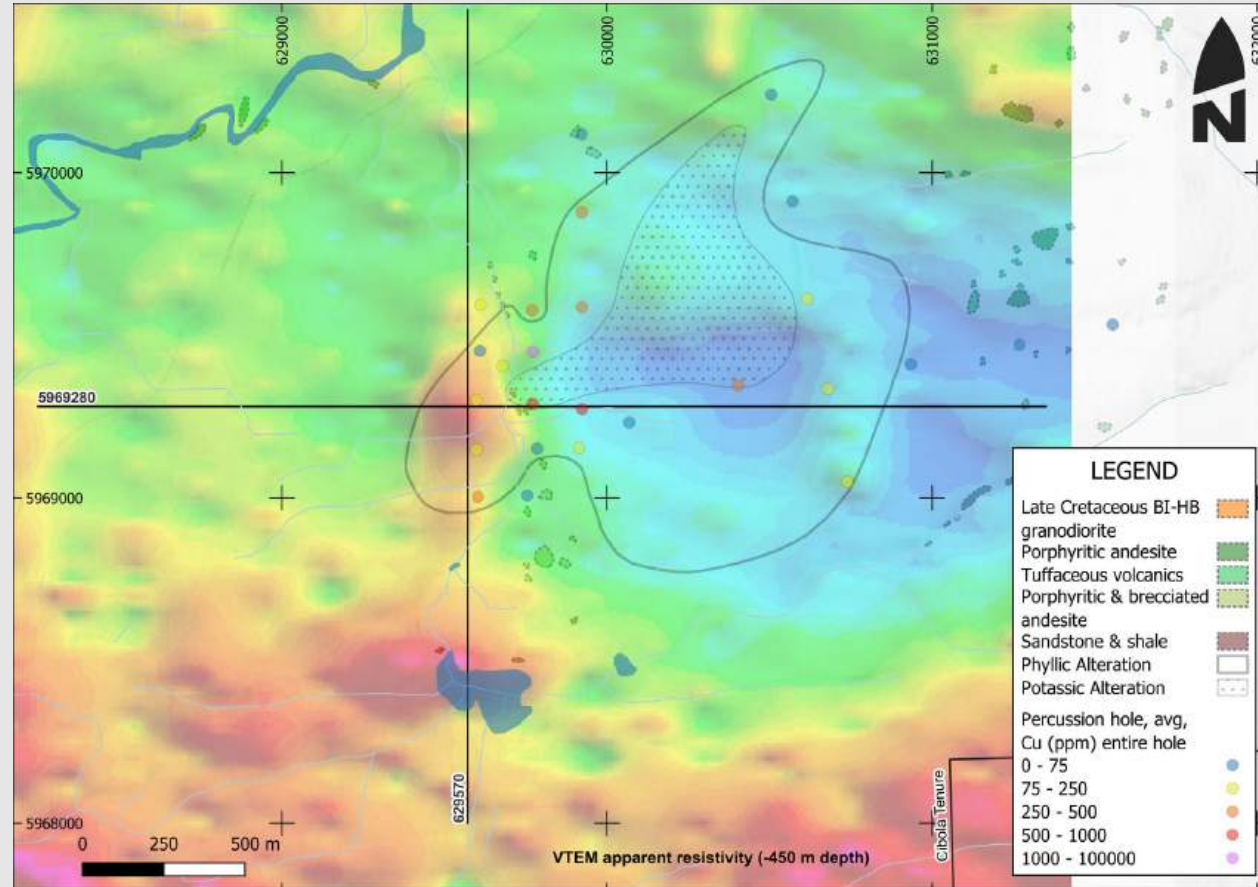 629000
630000
631000
632000
N
5970000
5969280
5969000
5968000
629570
0 250 500 m
VTEM apparent resistivity (-450 m depth)
Cibola Tenure
LEGEND
Late Cretaceous BI-HB
granodiorite
Porphyritic andesite
Tuffaceous volcanics
Porphyritic & brecciated
andesite
Sandstone & shale
Phyllic Alteration
Potassic Alteration
Percussion hole, avg,
Cu (ppm) entire hole
0 - 75
75 - 250
250 - 500
500 - 1000
1000 - 100000